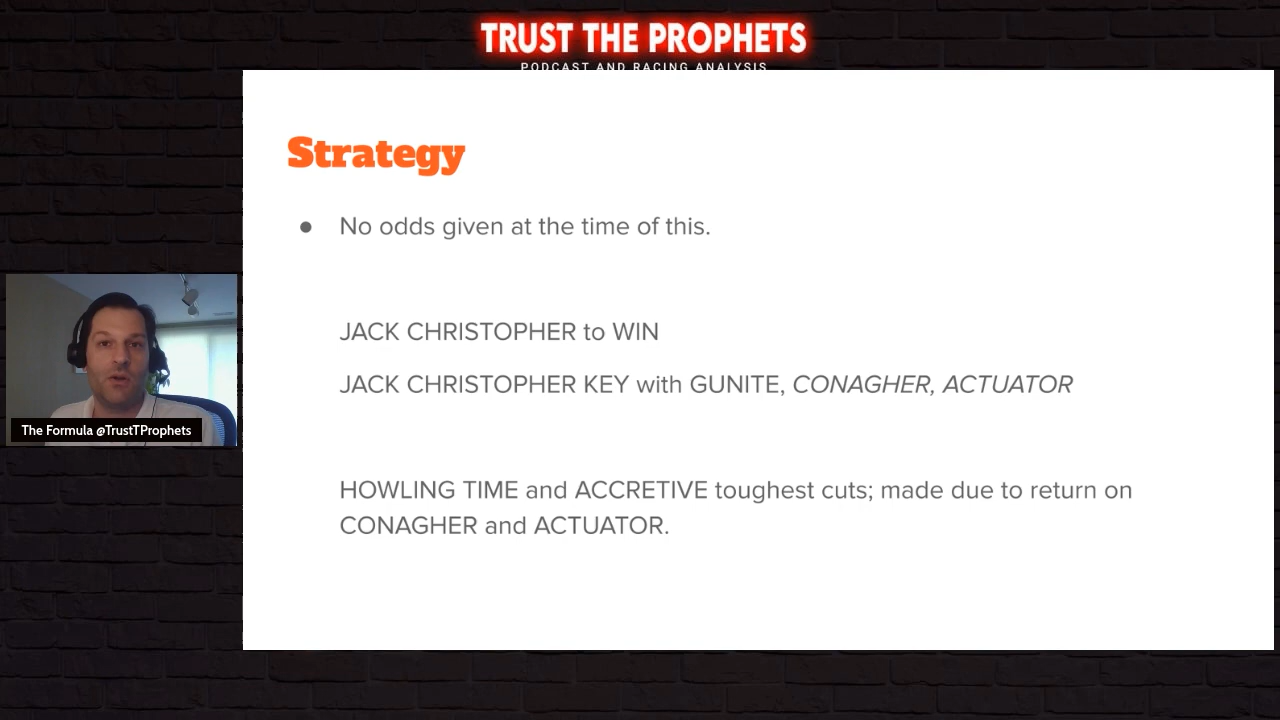 TRUST THE PROPHETS
PODCAST AND RACING ANALYSIS
Strategy
● No odds given at the time of this.
JACK CHRISTOPHER to WIN
JACK CHRISTOPHER KEY with GUNITE, CONAGHER, ACTUATOR
The Formula @TrustTProphets
HOWLING TIME and ACCRETIVE toughest cuts; made due to return on
CONAGHER and ACTUATOR.